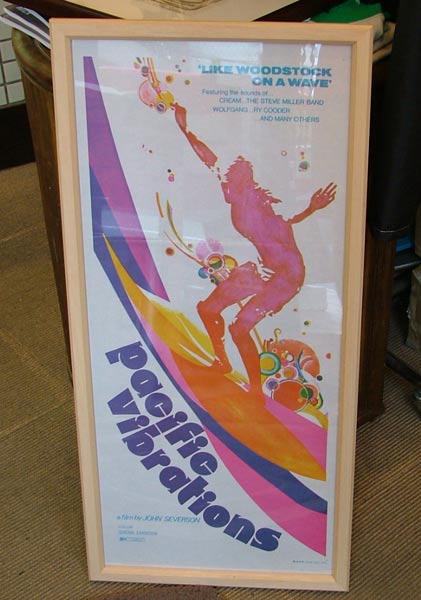 'LIKE WOODSTOCK
ON A WAVE'
Featuring the sounds of...
CREAM...THE STEVE MILLER BAND
WOLFGANG...RY COODER
...AND MANY OTHERS
pacific
vibrations
a film by JOHN SEVERSON
COLOR